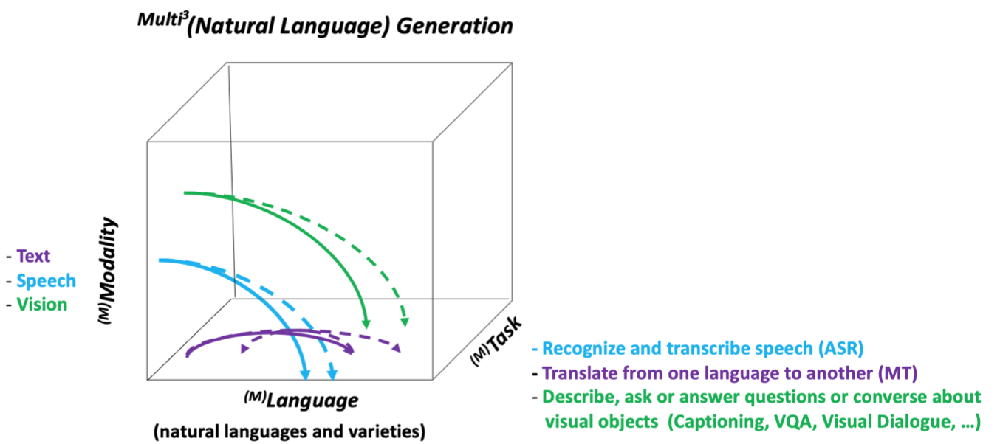 Multi³(Natural Language) Generation
(M)Modality
- Text
- Speech
- Vision
(M)Task
- Recognize and transcribe speech (ASR)
- Translate from one language to another (MT)
- Describe, ask or answer questions or converse about
visual objects (Captioning, VQA, Visual Dialogue, ...)
(M)Language
(natural languages and varieties)